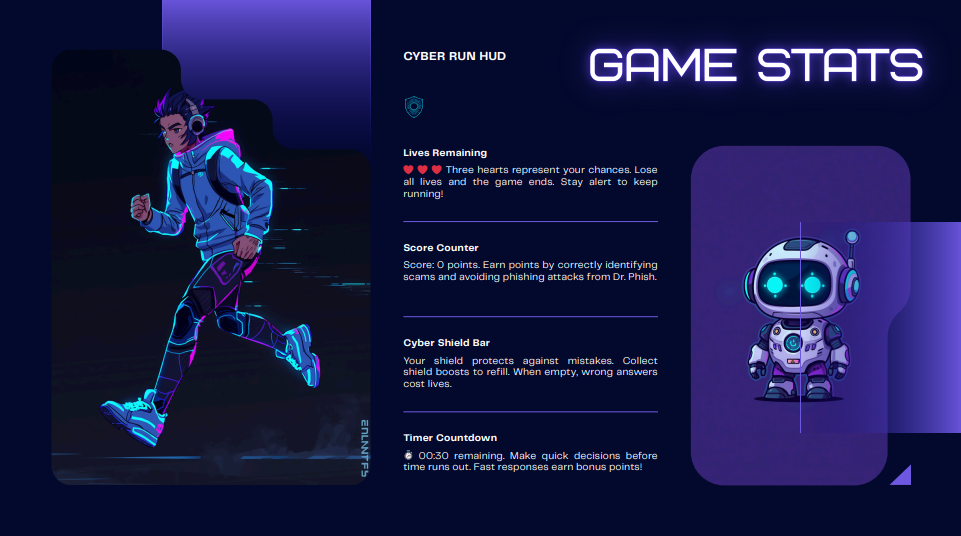 CYBER RUN HUD
GAME STATS
Lives Remaining
❤️ ❤️ ❤️ Three hearts represent your chances. Lose
all lives and the game ends. Stay alert to keep
running!
Score Counter
Score: 0 points. Earn points by correctly identifying
scams and avoiding phishing attacks from Dr. Phish.
Cyber Shield Bar
Your shield protects against mistakes. Collect
shield boosts to refill. When empty, wrong answers
cost lives.
Timer Countdown
⏱️ 00:30 remaining. Make quick decisions before
time runs out. Fast responses earn bonus points!